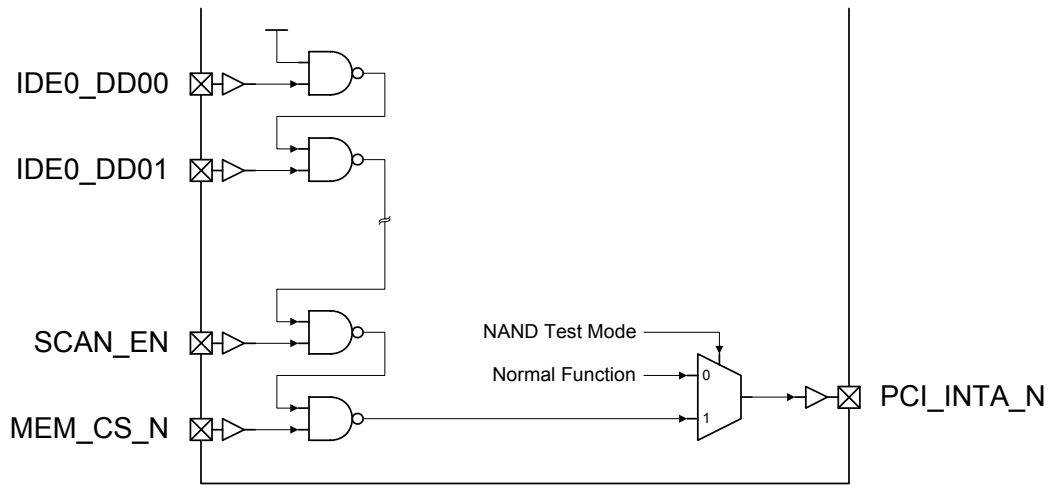 IDE0_DD00
IDE0_DD01
SCAN_EN
NAND Test Mode
Normal Function
0
PCI_INTA_N
1
MEM_CS_N